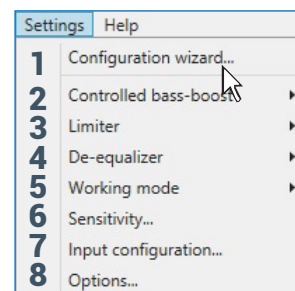 Settings Help
1 Configuration wizard...
2 Controlled bass-boost
3 Limiter
4 De-equalizer
5 Working mode
6 Sensitivity...
7 Input configuration...
8 Options...